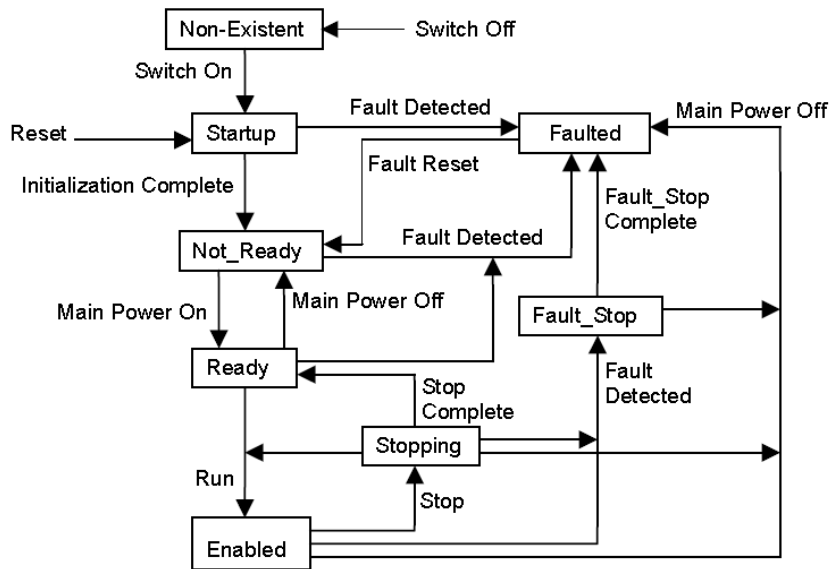 Non-Existent
Switch Off
Switch On
Fault Detected
Main Power Off
Reset
Startup
Faulted
Fault Reset
Initialization Complete
Fault_Stop
Complete
Not_Ready
Fault Detected
Main Power On
Main Power Off
Fault_Stop
Ready
Fault
Detected
Stop
Complete
Stopping
Run
Stop
Enabled